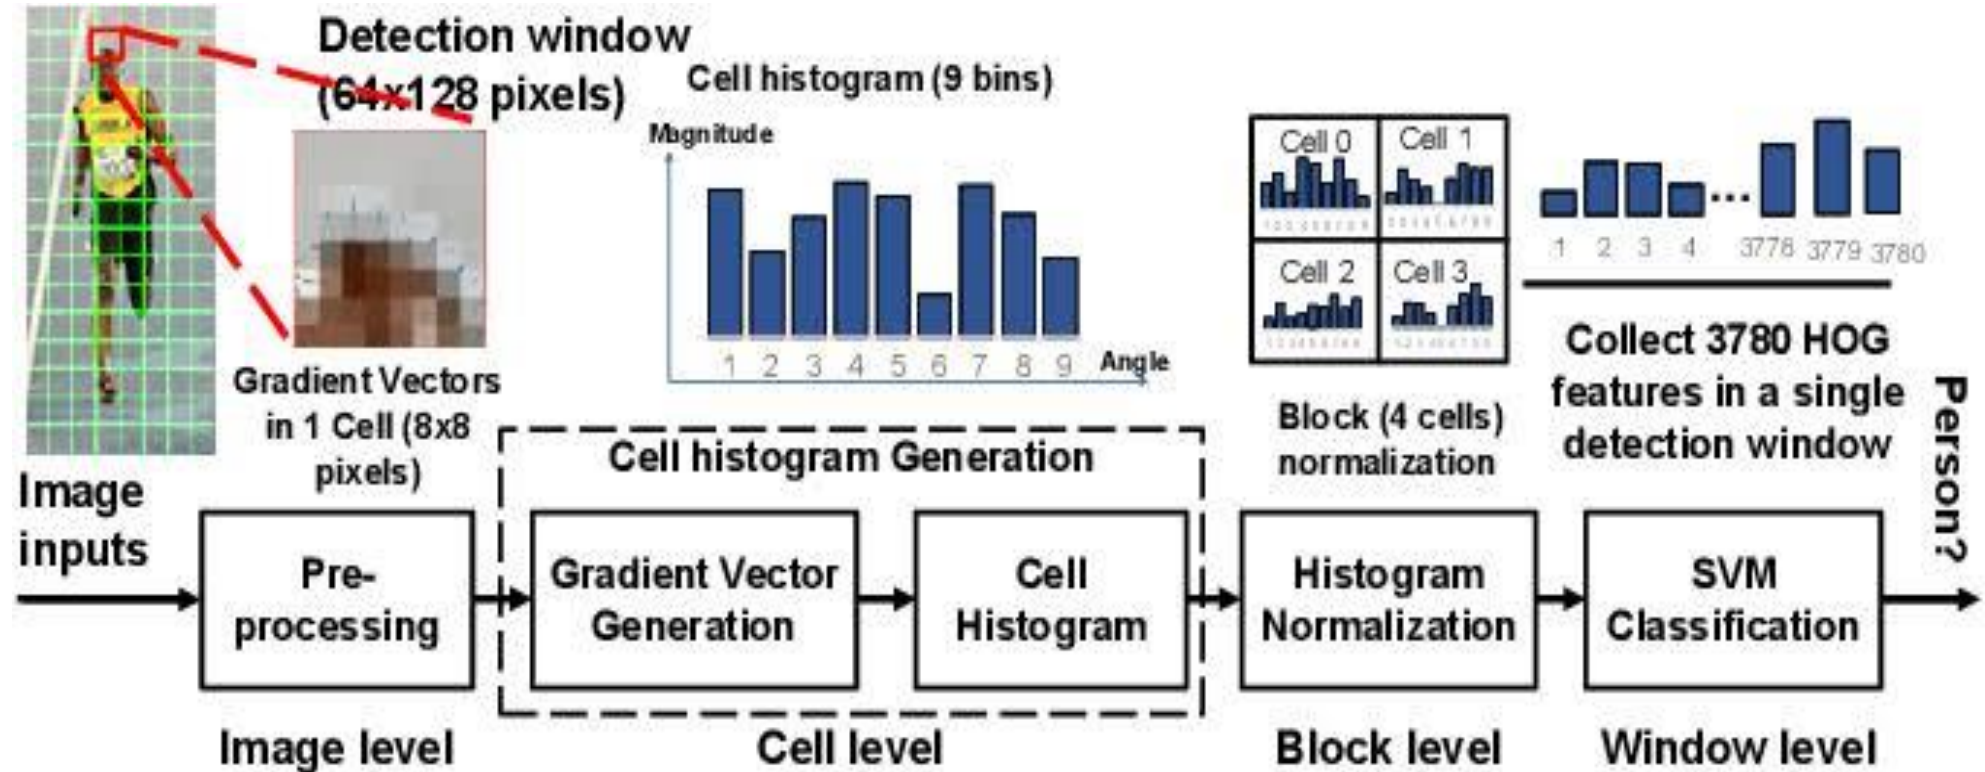 Detection window
(64x128 pixels)
Cell histogram (9 bins)
Magnitude
1 2 3 4 5 6 7 8 9
Angle
Gradient Vectors
in 1 Cell (8x8
pixels)
Cell 0
Cell 1
Cell 2
Cell 3
Block (4 cells)
normalization
1 2 3 4 ... 3778 3779 3780
Collect 3780 HOG
features in a single
detection window
Person?
Image
inputs
Cell histogram Generation
Pre-
processing
Gradient Vector
Generation
Cell
Histogram
Histogram
Normalization
SVM
Classification
Image level
Cell level
Block level
Window level